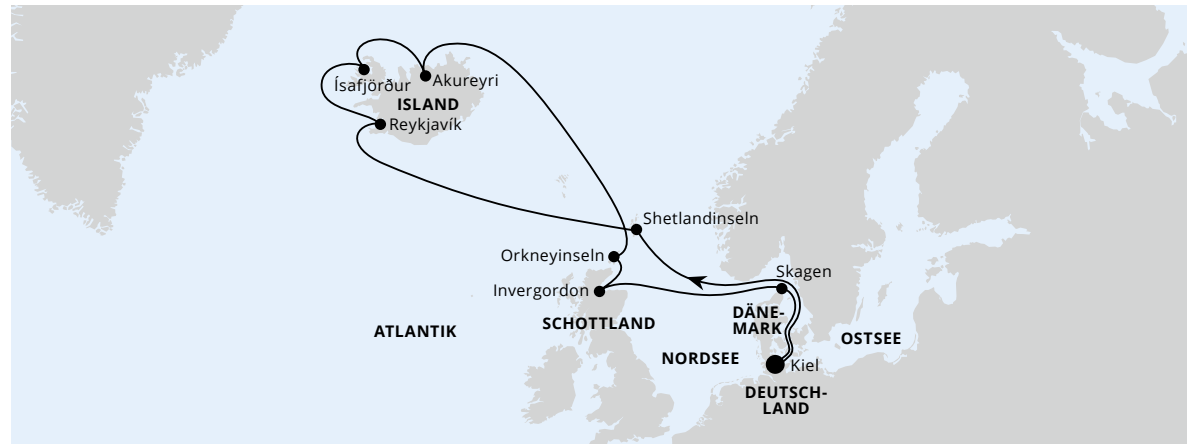 Ísafjörður
Akureyri
ISLAND
Reykjavík
Shetlandinseln
Orkneyinseln
Skagen
Invergordon
SCHOTTLAND
DÄNE-
MARK
ATLANTIK
OSTSEE
NORDSEE
Kiel
DEUTSCH-
LAND